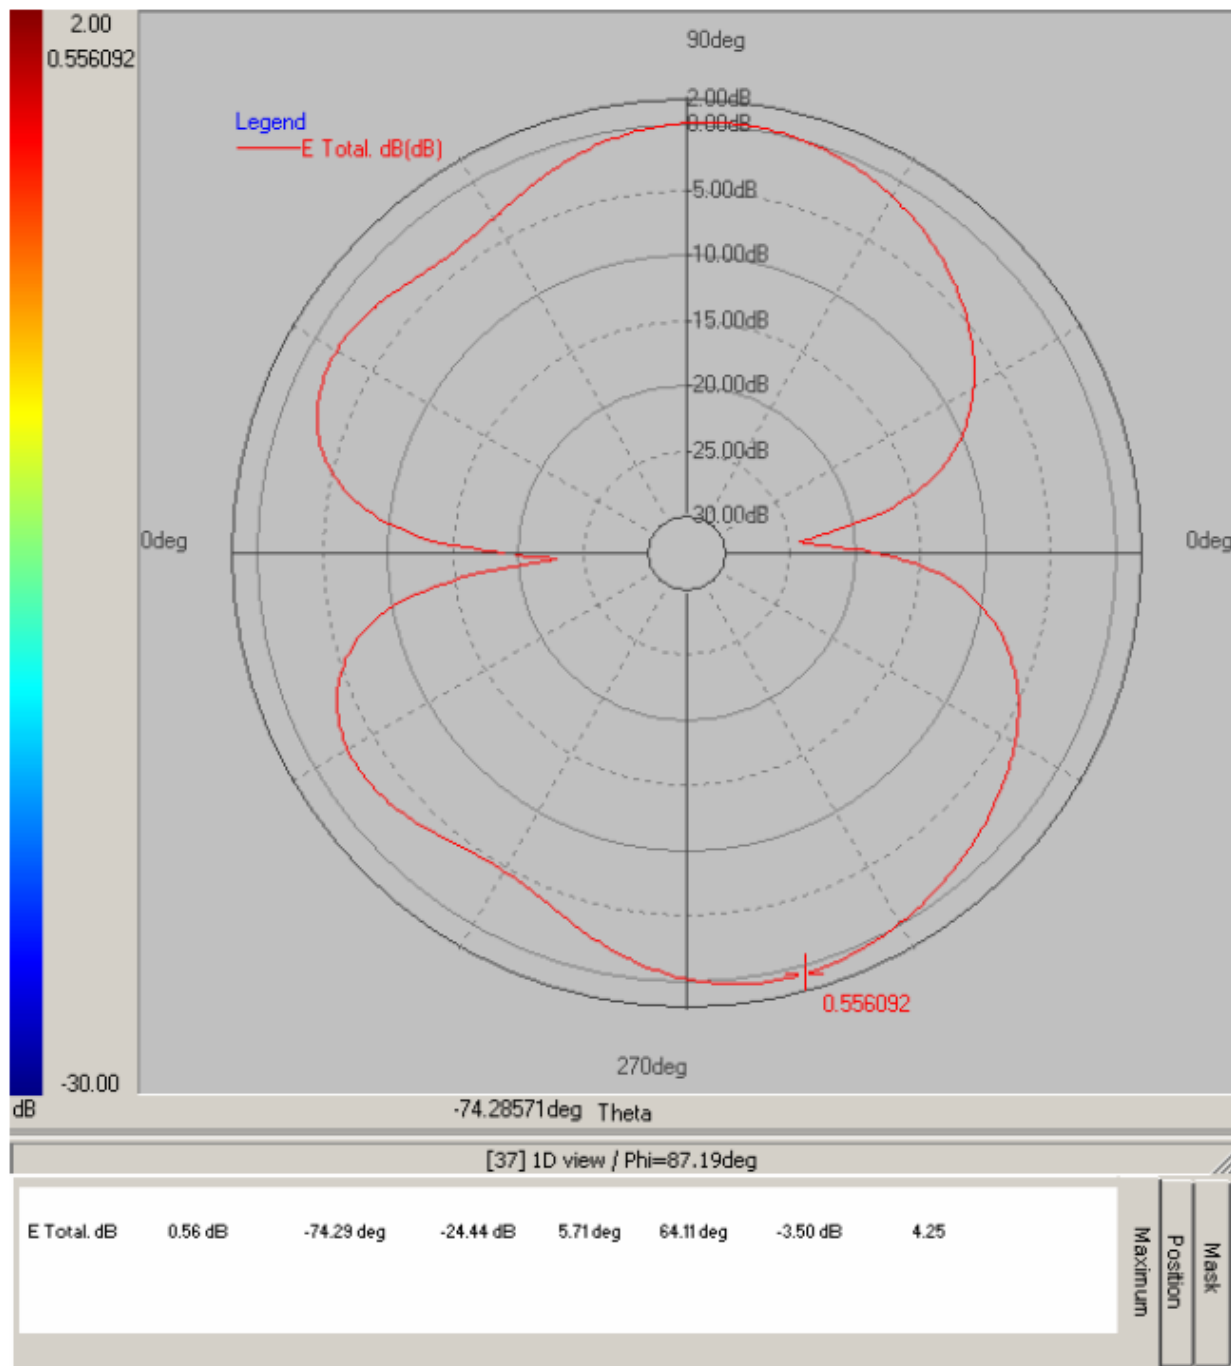 2.00
0.556092
90deg
2.00dB
0.00dB
Legend
E Total. dB(dB)
-5.00dB
-10.00dB
-15.00dB
-20.00dB
-25.00dB
-30.00dB
0deg
0deg
0.556092
270deg
-30.00
dB
-74.28571deg Theta
[37] 1D view / Phi=87.19deg
E Total. dB 0.56 dB -74.29 deg -24.44 dB 5.71 deg 64.11 deg -3.50 dB 4.25
Maximum
Position
Mask